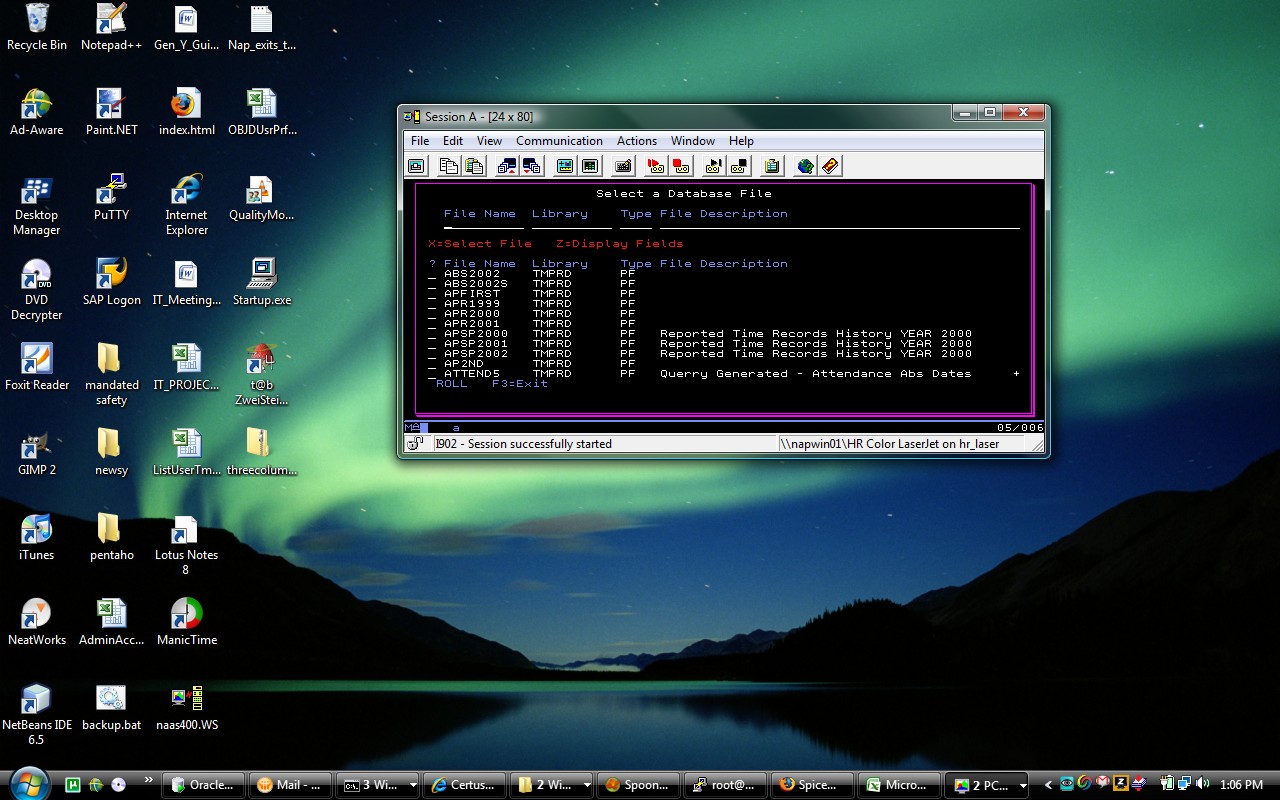 Recycle Bin
Notepad++
Gen_Y_Gui...
Nap_exits_t...
Ad-Aware
Paint.NET
index.html
OBJDUsrPrf...
Desktop Manager
PuTTY
Internet Explorer
QualityMo...
DVD Decrypter
SAP Logon
IT_Meeting...
Startup.exe
Foxit Reader
mandated safety
IT_PROJEC...
t@b ZweiStei...
GIMP 2
newsy
ListUserTm...
threecolum...
iTunes
pentaho
Lotus Notes 8
NeatWorks
AdminAcc...
ManicTime
NetBeans IDE 6.5
backup.bat
naas400.WS
Session A - [24 x 80]
File Edit View Communication Actions Window Help
Select a Database File
File Name Library Type File Description
X=Select File Z=Display Fields
? File Name Library Type File Description
_ ABS2002 TMPRD PF
_ ABS2002S TMPRD PF
_ APFIRST TMPRD PF
_ APR1999 TMPRD PF
_ APR2000 TMPRD PF
_ APR2001 TMPRD PF
_ APSP2000 TMPRD PF Reported Time Records History YEAR 2000
_ APSP2001 TMPRD PF Reported Time Records History YEAR 2000
_ APSP2002 TMPRD PF Reported Time Records History YEAR 2000
_ AP2ND TMPRD PF
_ ATTEND5 TMPRD PF Querry Generated - Attendance Abs Dates +
ROLL F3=Exit
MA a 05/006
I902 - Session successfully started \\napwin01\HR Color LaserJet on hr_laser
Oracle... Mail - ... 3 Wi... Certus... 2 Wi... Spoon... root@... Spice... Micro... 2 PC... 1:06 PM